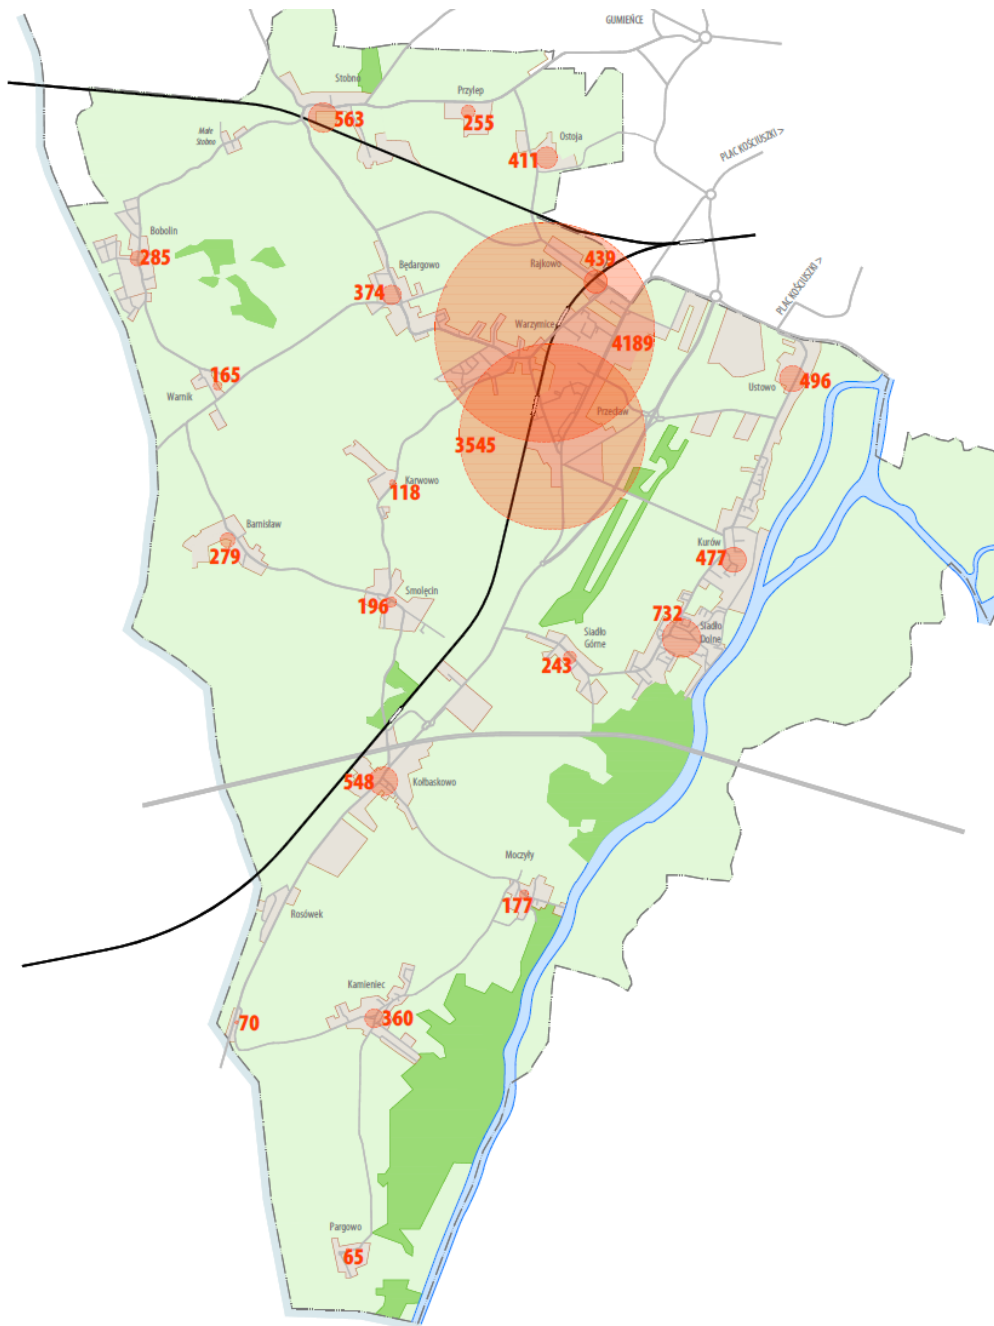 GUMIEŃCE
Stobno
Przylep
563
255
Małe
Stobno
Ostoja
411
PLAC KOŚCIUSZKI >
Bobolin
285
Będargowo
374
Rajkowo
439
PLAC KOŚCIUSZKI >
Warzymice
4189
165
Warnik
Ustowo
496
Przecław
3545
Karwowo
118
Barnisław
279
Kurów
477
Smolęcin
196
732
Siadło
Dolne
Siadło
Górne
243
548
Kołbaskowo
Moczyły
177
Rosówek
Kamieniec
70
360
Pargowo
65